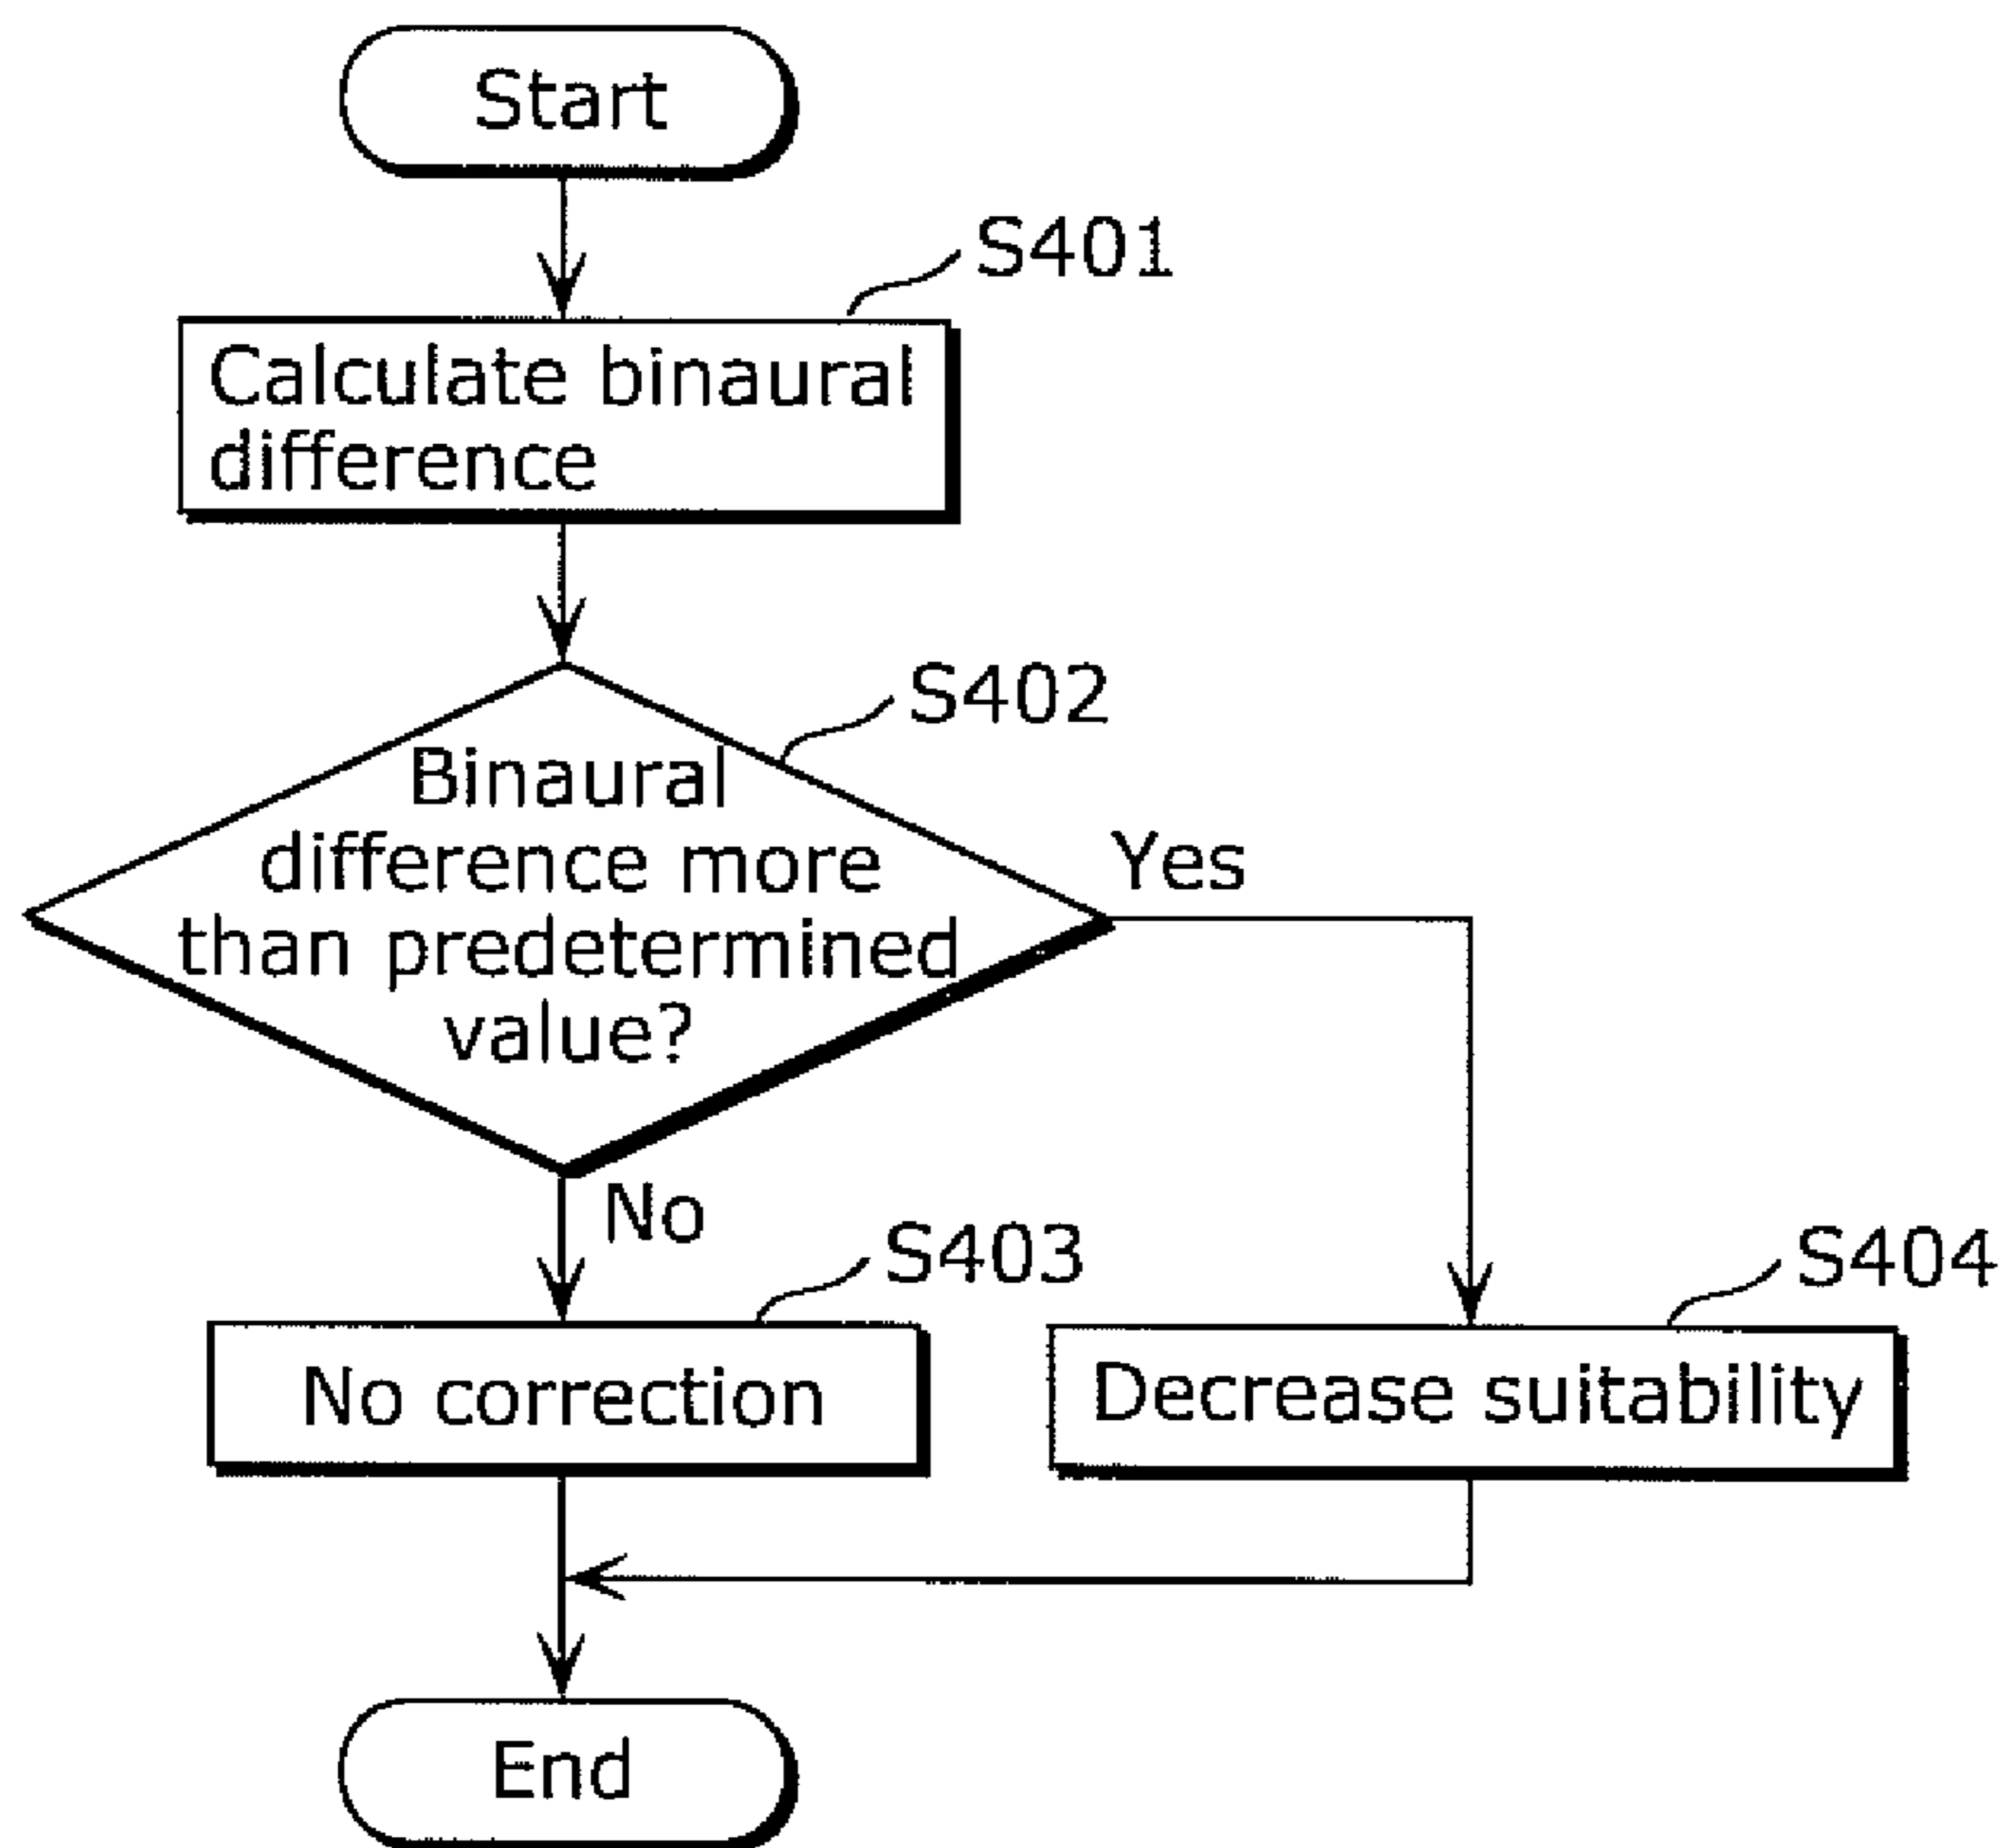 Start
S401
Calculate binaural
difference
S402
Binaural
difference more
than predetermined
value?
Yes
No
S403
S404
No correction
Decrease suitability
End